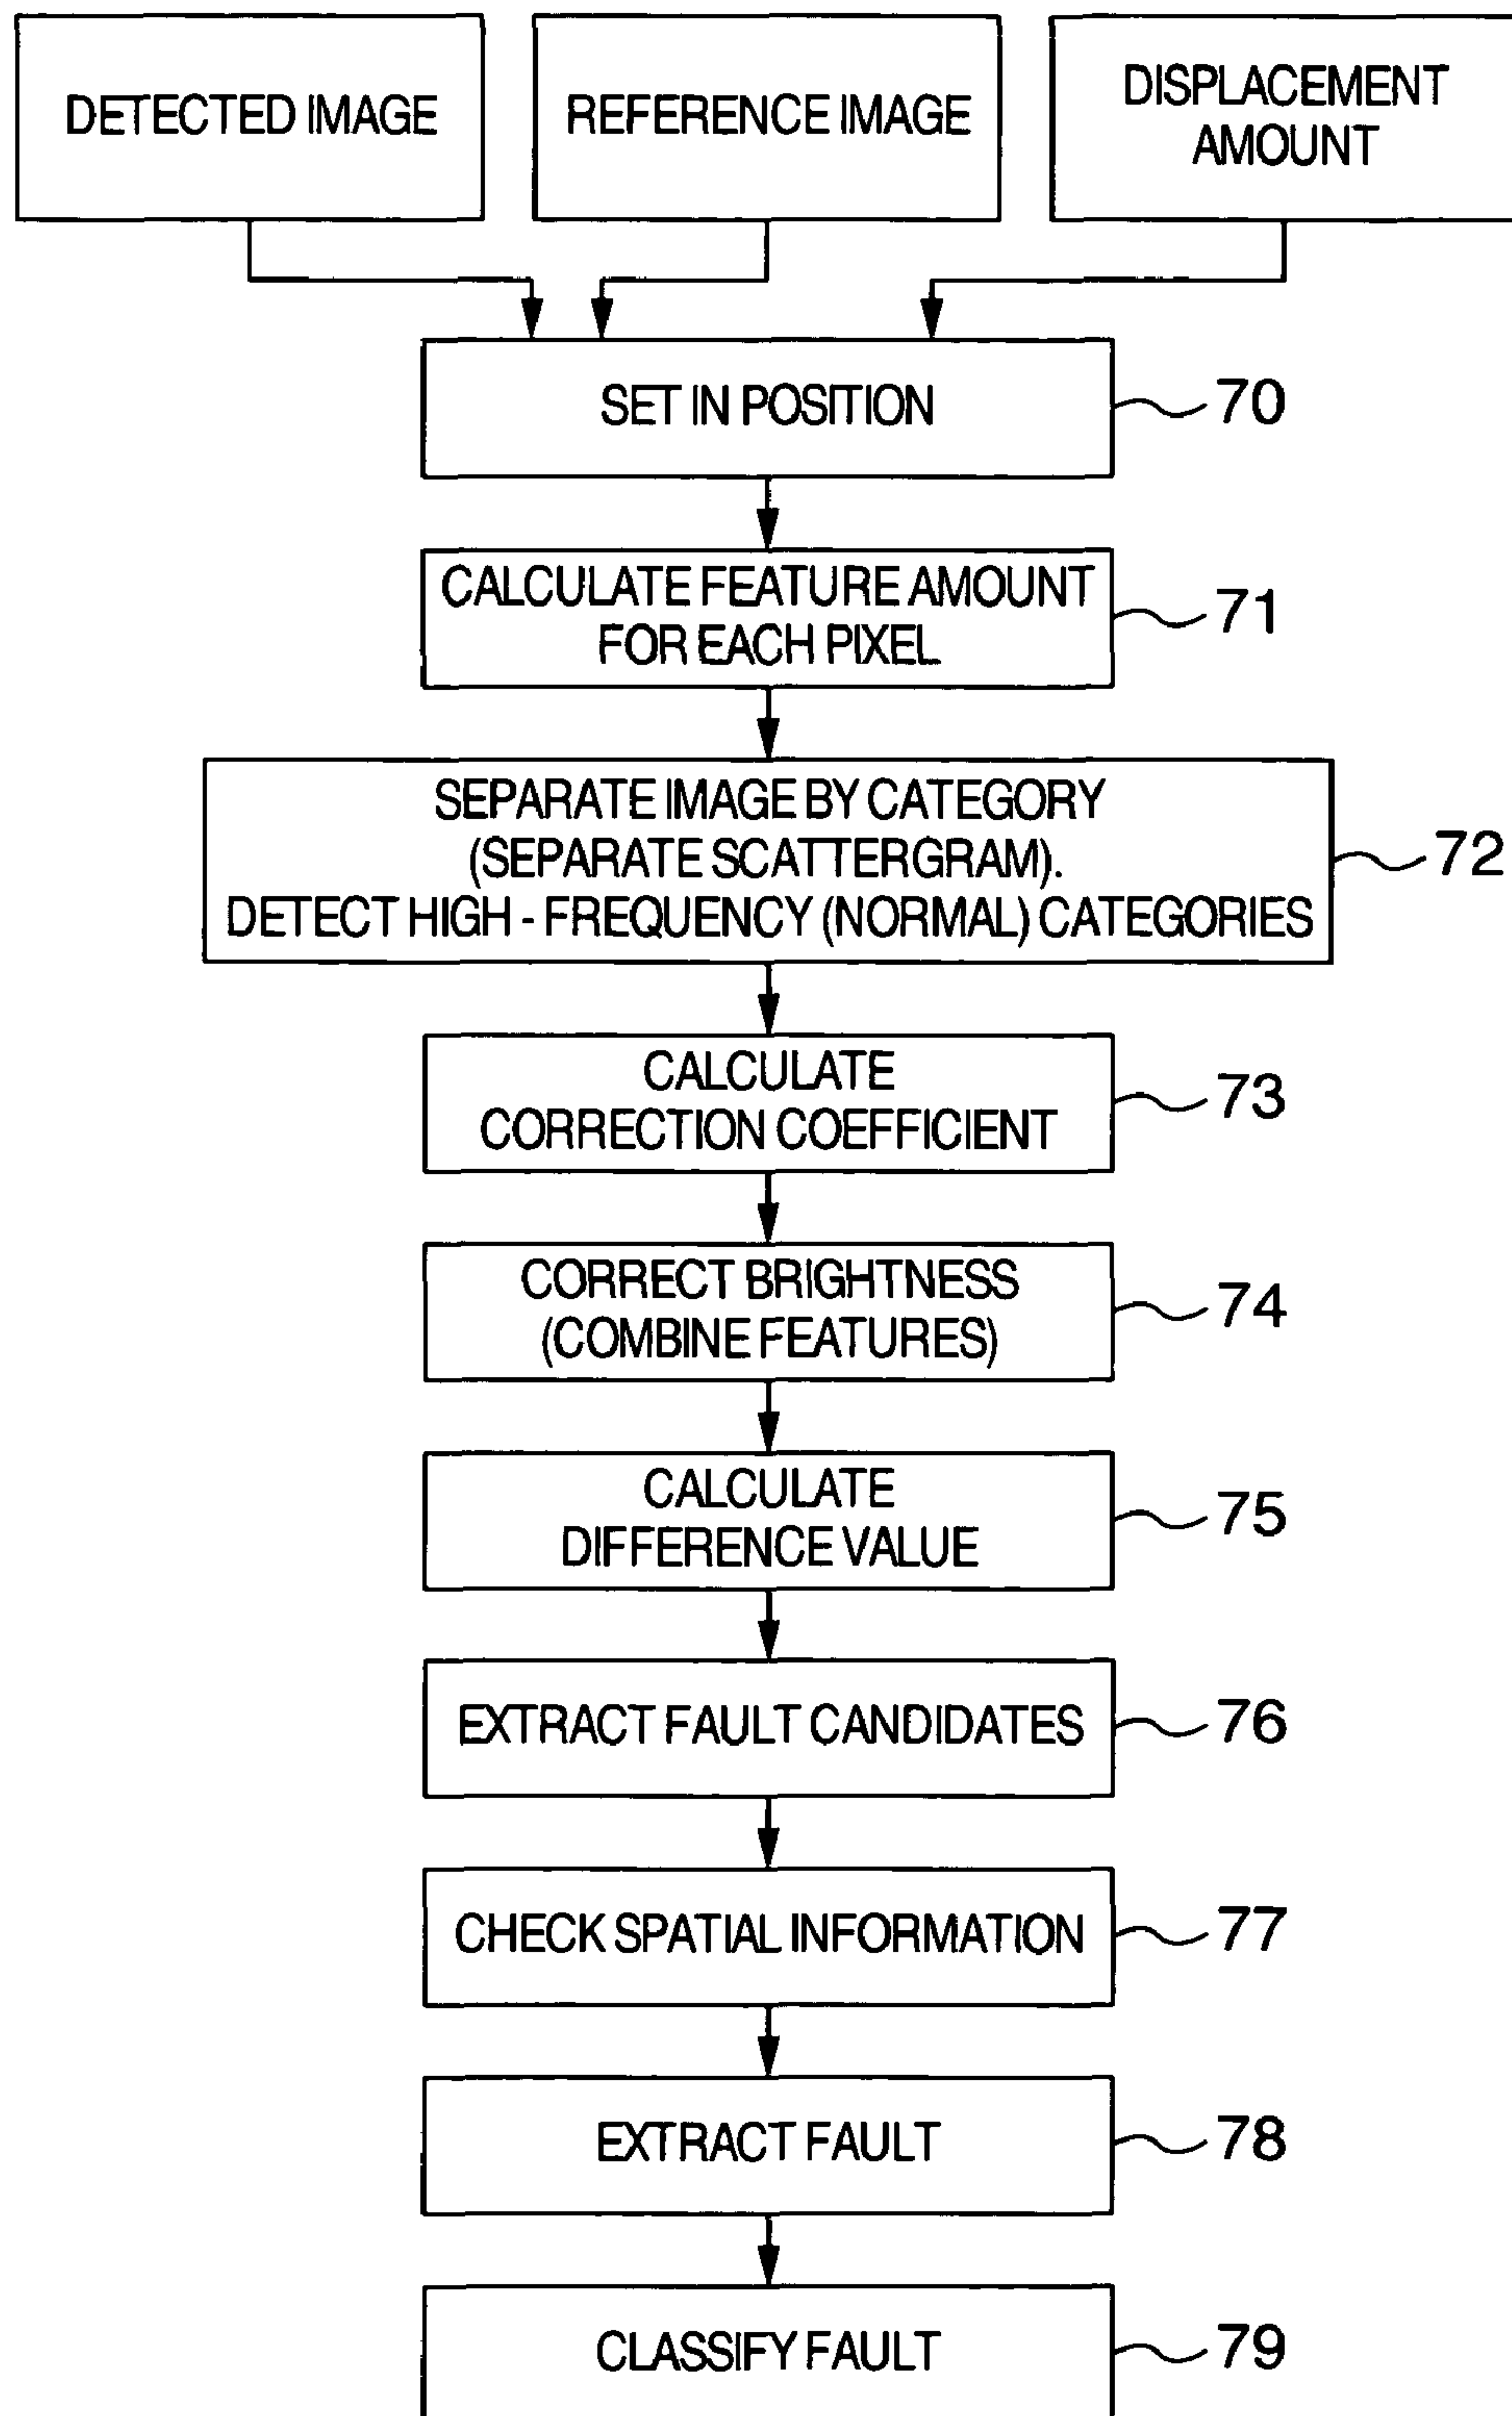 DETECTED IMAGE
REFERENCE IMAGE
DISPLACEMENT
AMOUNT
SET IN POSITION
70
CALCULATE FEATURE AMOUNT
FOR EACH PIXEL
71
SEPARATE IMAGE BY CATEGORY
(SEPARATE SCATTERGRAM).
DETECT HIGH - FREQUENCY (NORMAL) CATEGORIES
72
CALCULATE
CORRECTION COEFFICIENT
73
CORRECT BRIGHTNESS
(COMBINE FEATURES)
74
CALCULATE
DIFFERENCE VALUE
75
EXTRACT FAULT CANDIDATES
76
CHECK SPATIAL INFORMATION
77
EXTRACT FAULT
78
CLASSIFY FAULT
79